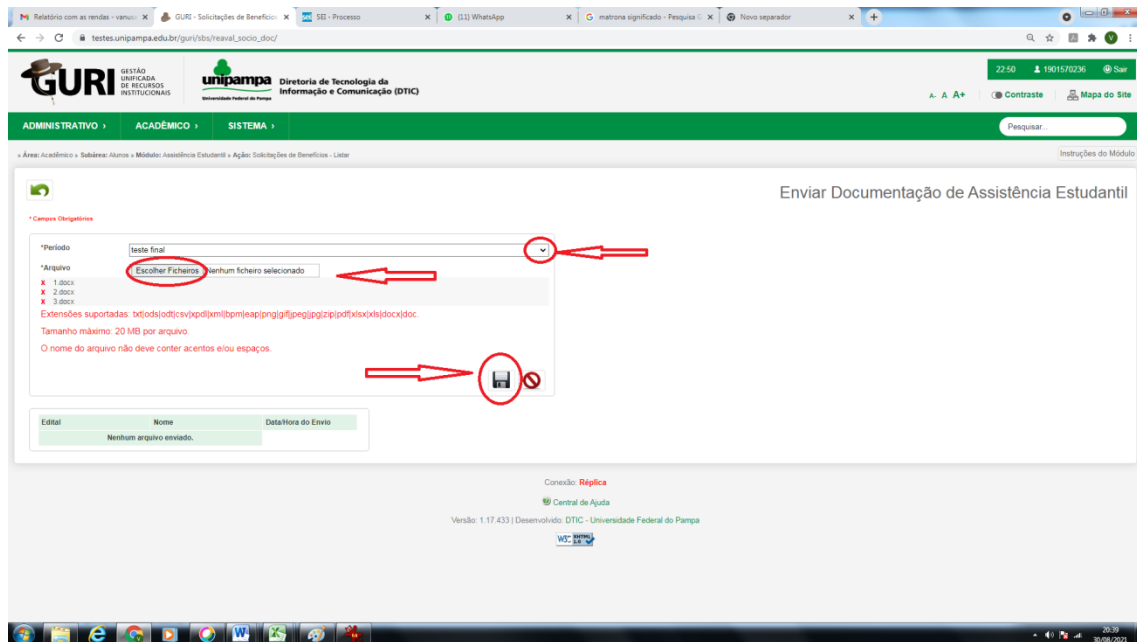 Relatório com as rendas - vanus
GURI - Solicitações de Benefício
SEI - Processo
(11) WhatsApp
matrona significado - Pesquisa G
Novo separador
testes.unipampa.edu.br/guri/sbs/reaval_socio_doc/
GURI
GESTÃO
UNIFICADA
DE RECURSOS
INSTITUCIONAIS
unipampa
Universidade Federal do Pampa
Diretoria de Tecnologia da
Informação e Comunicação (DTIC)
22:50 1901570236 Sair
A- A A+ Contraste Mapa do Site
ADMINISTRATIVO › ACADÊMICO › SISTEMA › Pesquisar...
» Área: Acadêmico » Subárea: Alunos » Módulo: Assistência Estudantil » Ação: Solicitações de Benefícios - Listar
Instruções do Módulo
Enviar Documentação de Assistência Estudantil
* Campos Obrigatórios
*Período teste final
*Arquivo Escolher Ficheiros Nenhum ficheiro selecionado
X 1.docx
X 2.docx
X 3.docx
Extensões suportadas: txt|ods|odt|csv|xpdl|xml|bpm|eap|png|gif|jpeg|jpg|zip|pdf|xlsx|xls|docx|doc.
Tamanho máximo: 20 MB por arquivo.
O nome do arquivo não deve conter acentos e/ou espaços.
Edital Nome Data/Hora do Envio
Nenhum arquivo enviado.
Conexão: Réplica
Central de Ajuda
Versão: 1.17.433 | Desenvolvido: DTIC - Universidade Federal do Pampa
W3C XHTML 1.0
20:39
30/08/2021